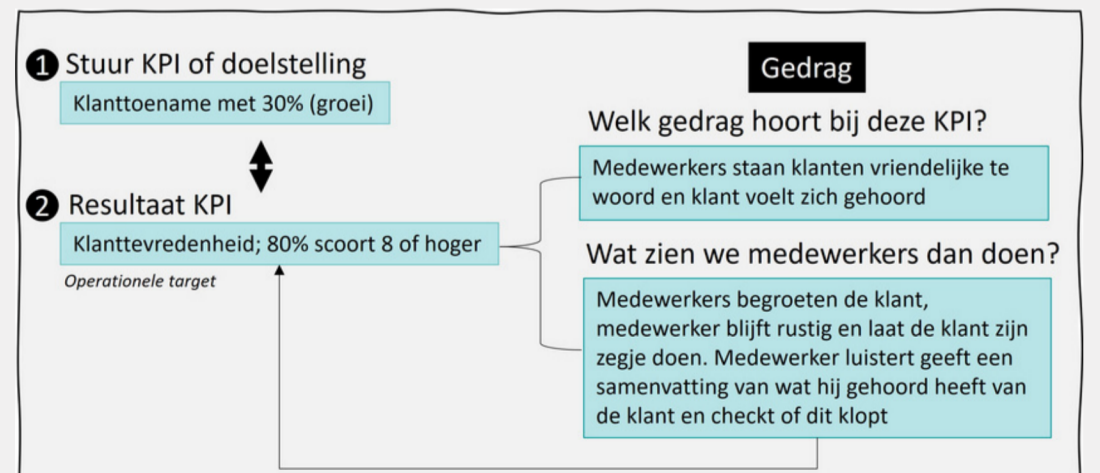 1 Stuur KPI of doelstelling
Klanttoename met 30% (groei)
2 Resultaat KPI
Klanttevredenheid; 80% scoort 8 of hoger
Operationele target
Gedrag
Welk gedrag hoort bij deze KPI?
Medewerkers staan klanten vriendelijke te
woord en klant voelt zich gehoord
Wat zien we medewerkers dan doen?
Medewerkers begroeten de klant,
medewerker blijft rustig en laat de klant zijn
zegje doen. Medewerker luistert geeft een
samenvatting van wat hij gehoord heeft van
de klant en checkt of dit klopt